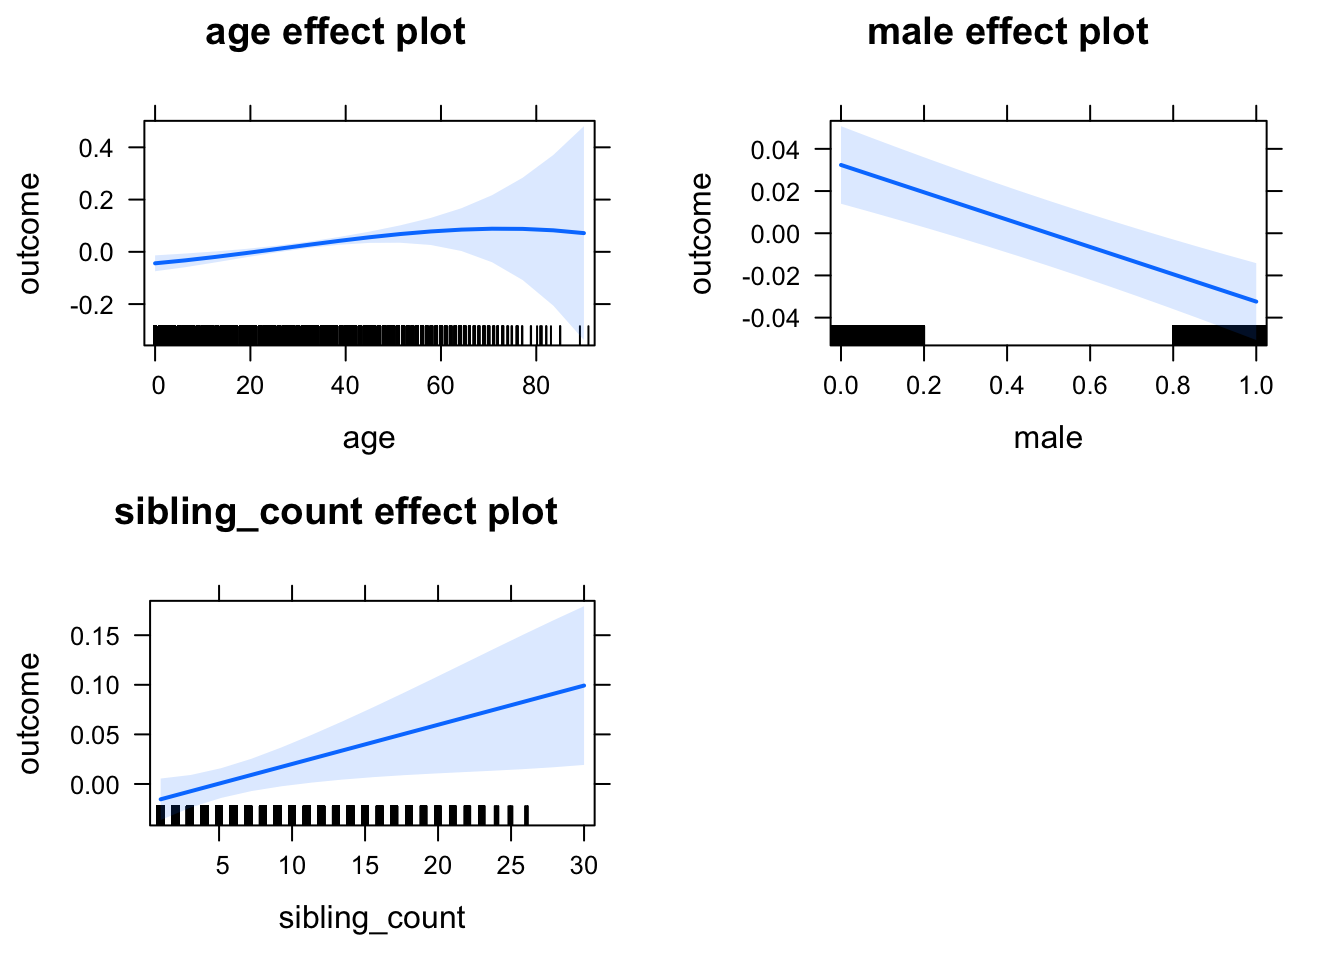 age effect plot
outcome
0.4
0.2
0.0
-0.2
0 20 40 60 80
age
male effect plot
outcome
0.04
0.02
0.00
-0.02
-0.04
0.0 0.2 0.4 0.6 0.8 1.0
male
sibling_count effect plot
outcome
0.15
0.10
0.05
0.00
5 10 15 20 25 30
sibling_count